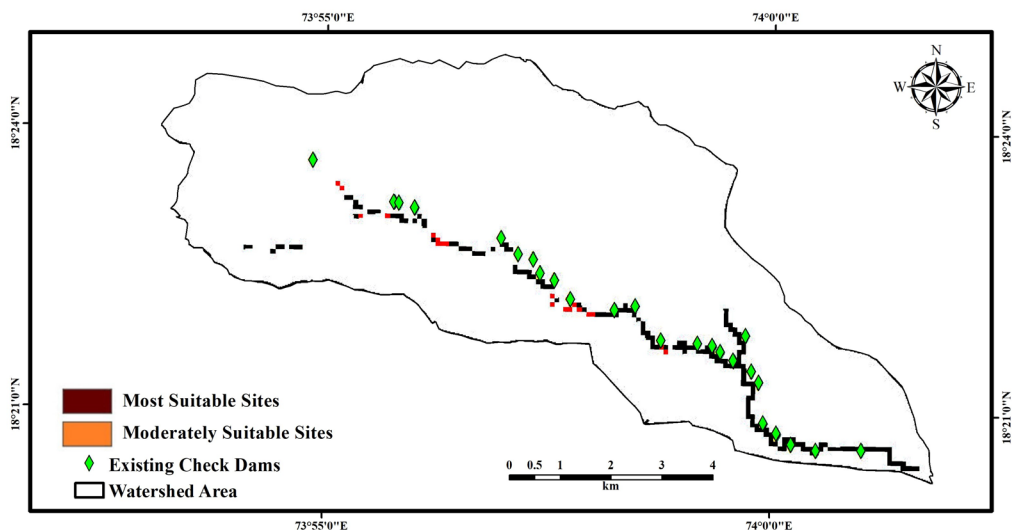 73°55'0"E 74°0'0"E
N
W E
S
18°24'0"N 18°24'0"N
18°21'0"N 18°21'0"N
Most Suitable Sites
Moderately Suitable Sites
Existing Check Dams
Watershed Area
0 0.5 1 2 3 4
km
73°55'0"E 74°0'0"E